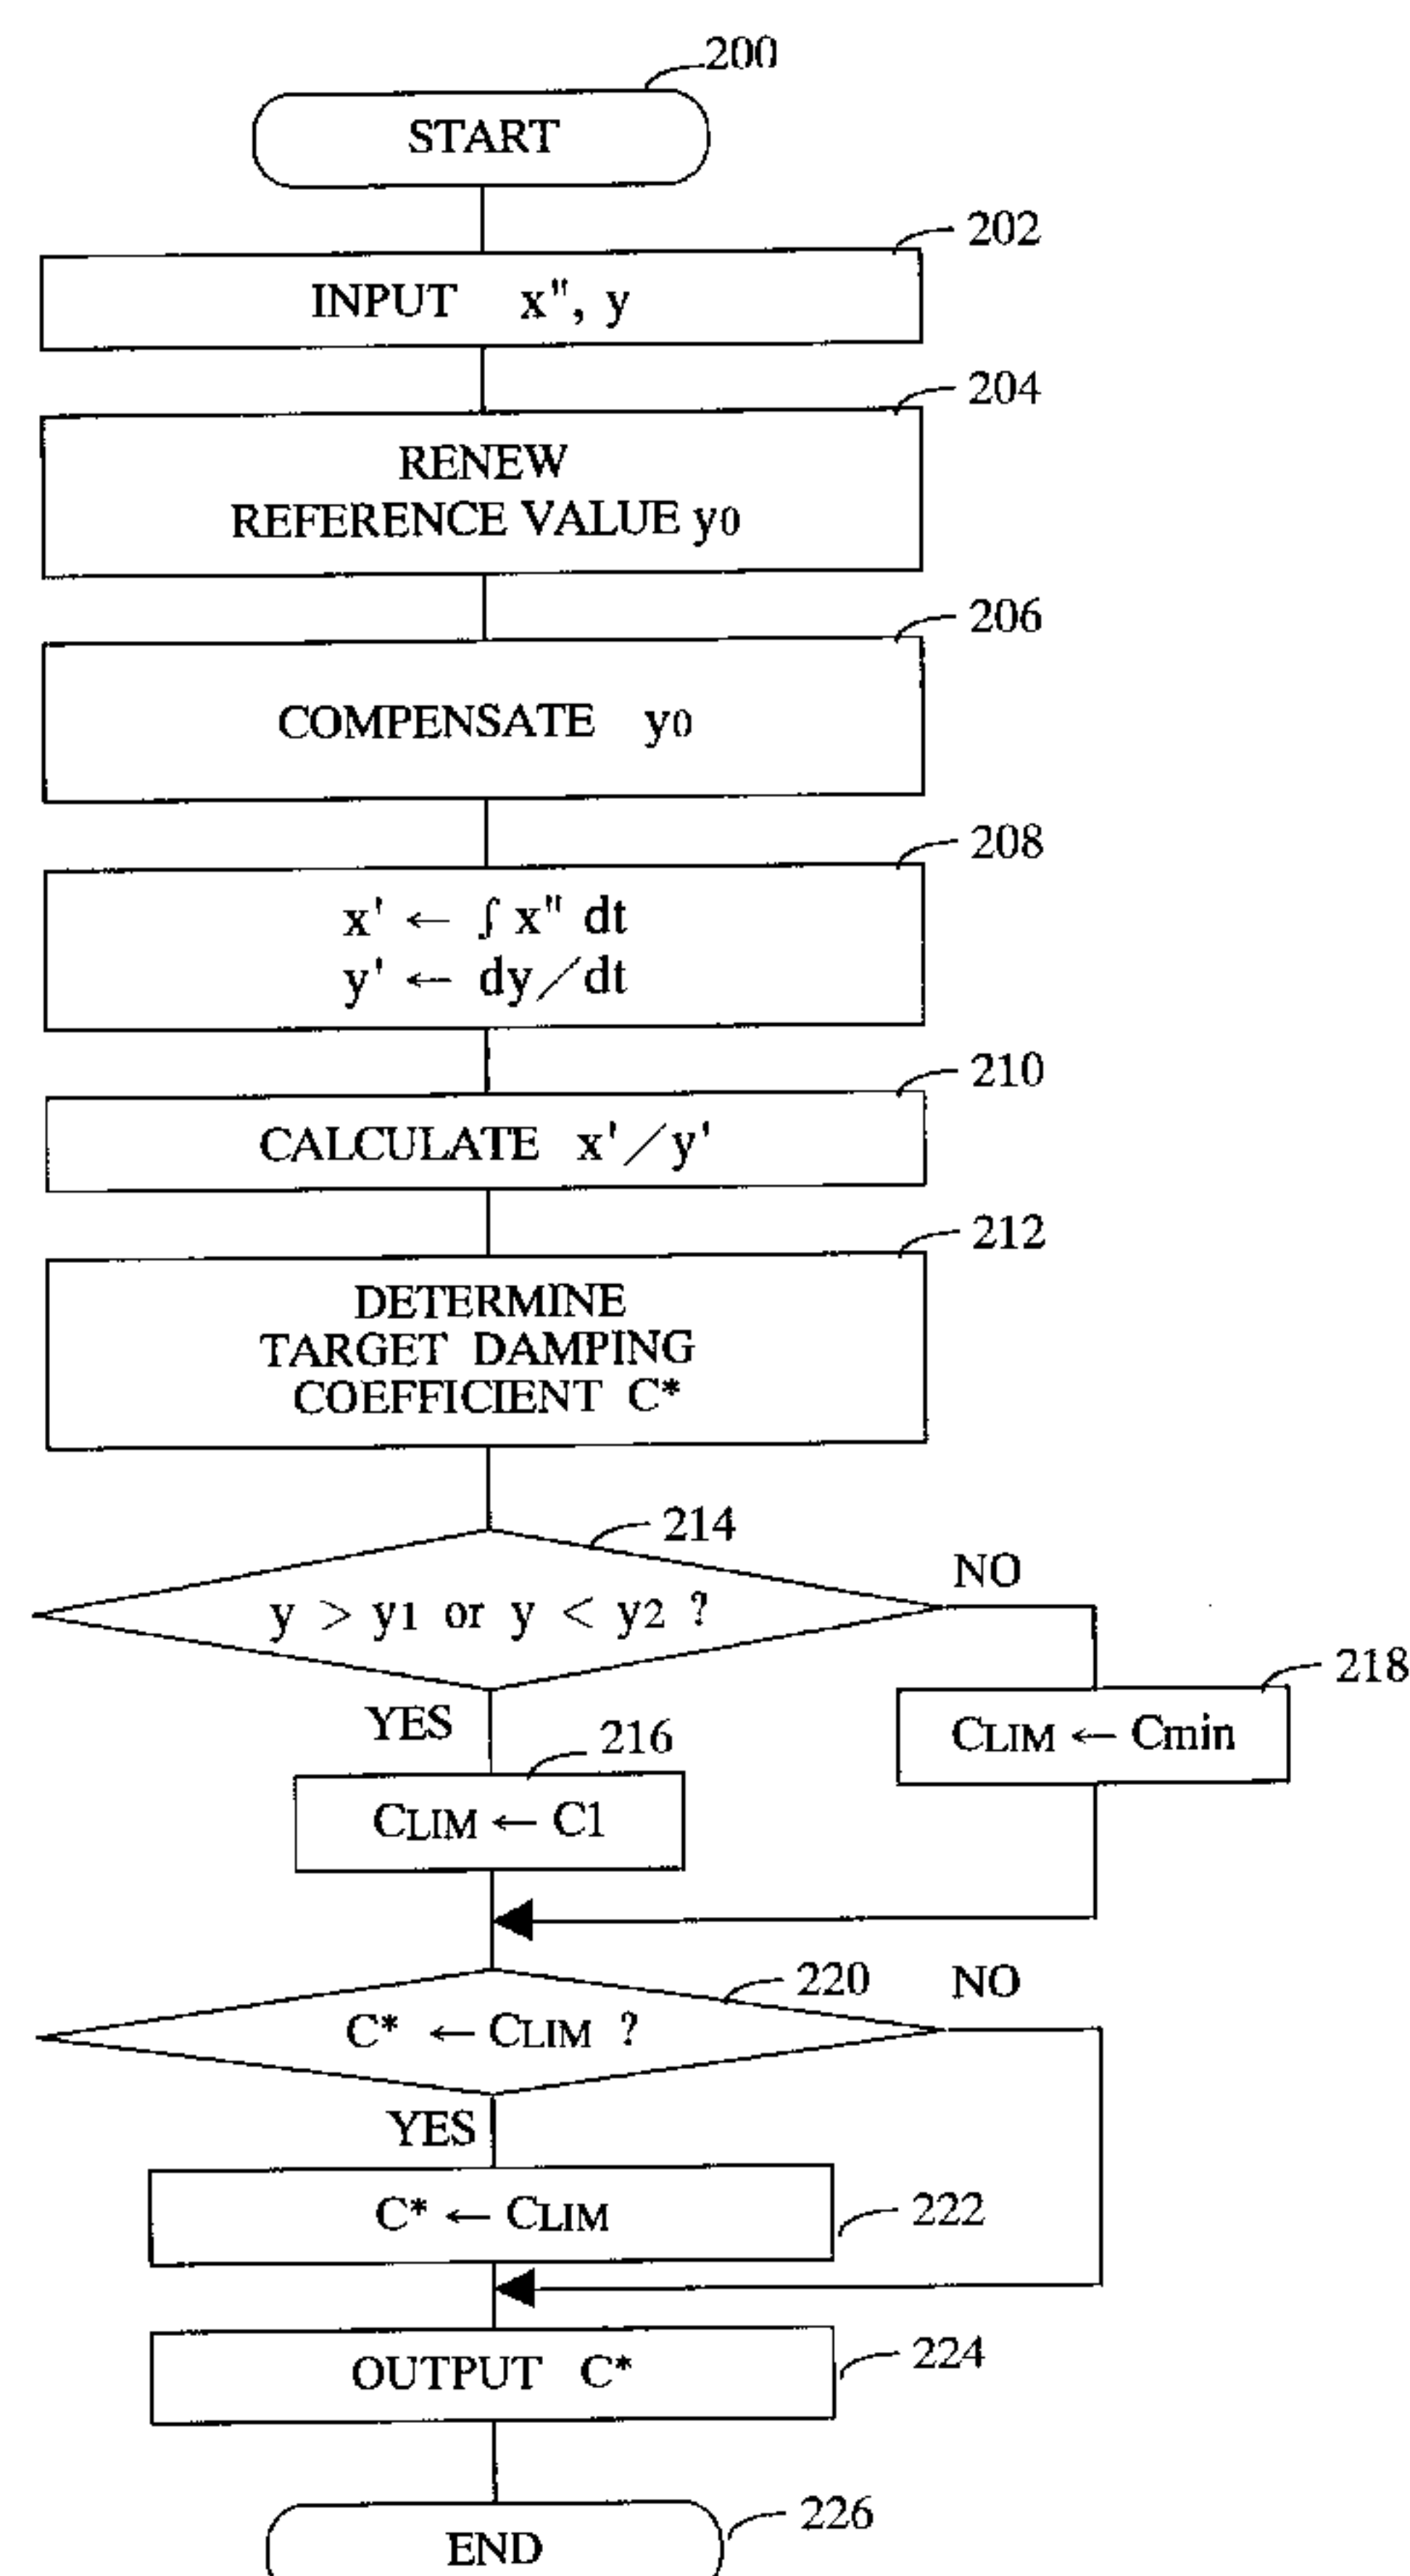 200
START
202
INPUT x", y
204
RENEW
REFERENCE VALUE y0
206
COMPENSATE y0
208
x' ← ∫ x" dt
y' ← dy/dt
210
CALCULATE x'/y'
212
DETERMINE
TARGET DAMPING
COEFFICIENT C*
214
NO
y > y1 or y < y2 ?
218
YES
CLIM ← Cmin
216
CLIM ← C1
220
NO
C* ← CLIM ?
YES
C* ← CLIM
222
OUTPUT C*
224
END
226